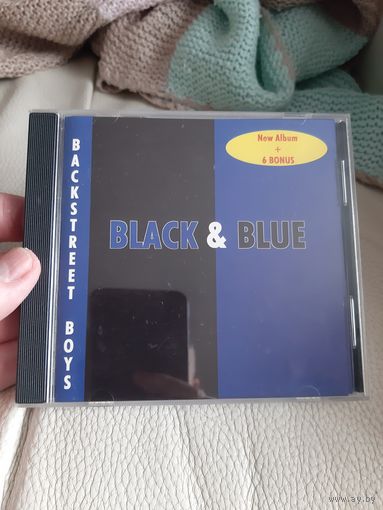 BACKSTREET BOYS
New Album
+
6 BONUS
BLACK & BLUE
www.ay.by